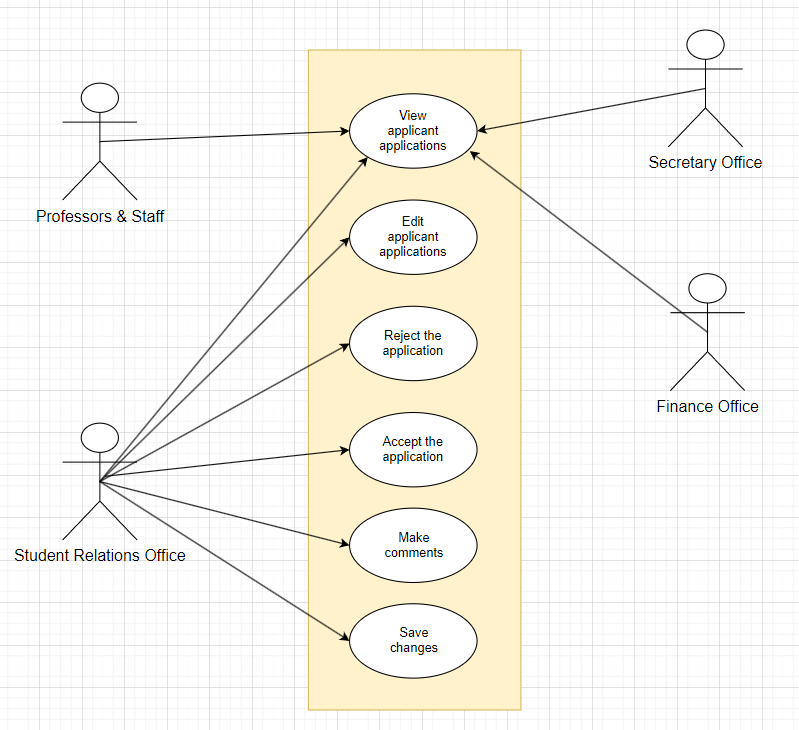 View
applicant
applications
Secretary Office
Professors & Staff
Edit
applicant
applications
Reject the
application
Finance Office
Accept the
application
Student Relations Office
Make
comments
Save
changes